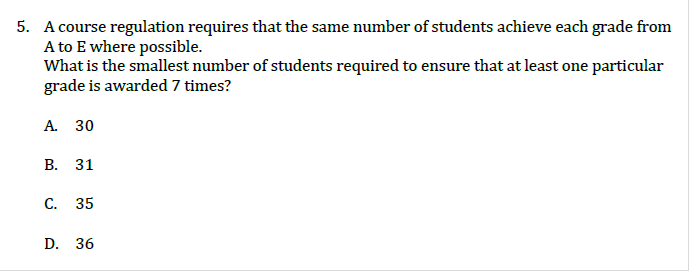 5. A course regulation requires that the same number of students achieve each grade from
A to E where possible.
What is the smallest number of students required to ensure that at least one particular
grade is awarded 7 times?
A. 30
B. 31
C. 35
D. 36